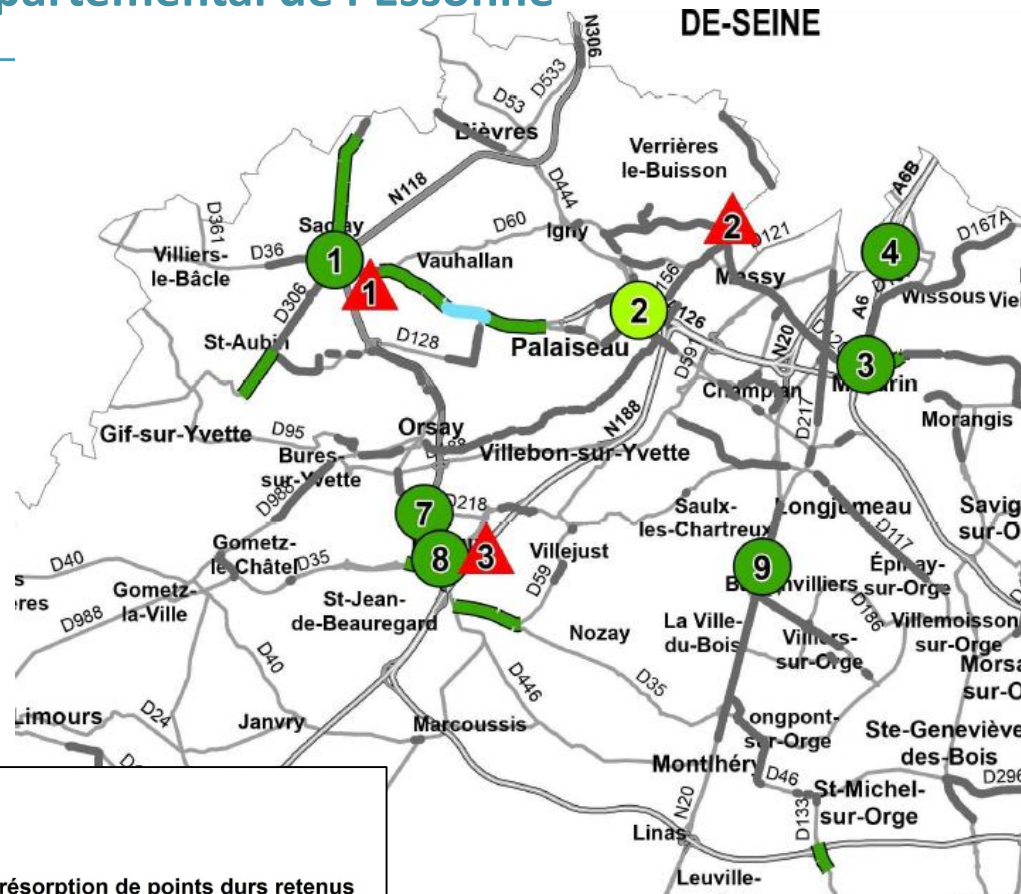 partemental de l'Essonne
DE-SEINE
N306
D533
D53
Bièvres
Verrières
le-Buisson
A6B
N118
D444
D361
Saclay
D60
Igny
2
D121
D167A
Villiers-
le-Bâcle
D36
1
Vauhallan
4
1
Massy
Wissous
D306
2
A6
St-Aubin
D128
Palaiseau
D591
N20
3
Champlan
Morangis
N188
D217
Gif-sur-Yvette
D95
Orsay
Bures-
sur-Yvette
Villebon-sur-Yvette
D988
7
D218
Saulx-
les-Chartreux
Longjumeau
Savig
sur-O
D117
D40
Gometz-
le-Châtel
D35
8
3
Villejust
9
Épinay-
sur-Orge
Gometz-
la-Ville
D59
D988
St-Jean-
de-Beauregard
D186
Nozay
La Ville-
du-Bois
Villiers-
sur-Orge
Villemoisson
sur-Orge
D40
D446
D35
Morsa
sur-O
Limours
D24
Janvry
Marcoussis
ongpont-
sur-Orge
Ste-Geneviève
des-Bois
Montlhéry
D46
D296
St-Michel-
sur-Orge
N20
D133
Linas
Leuville-
résorption de points durs retenus